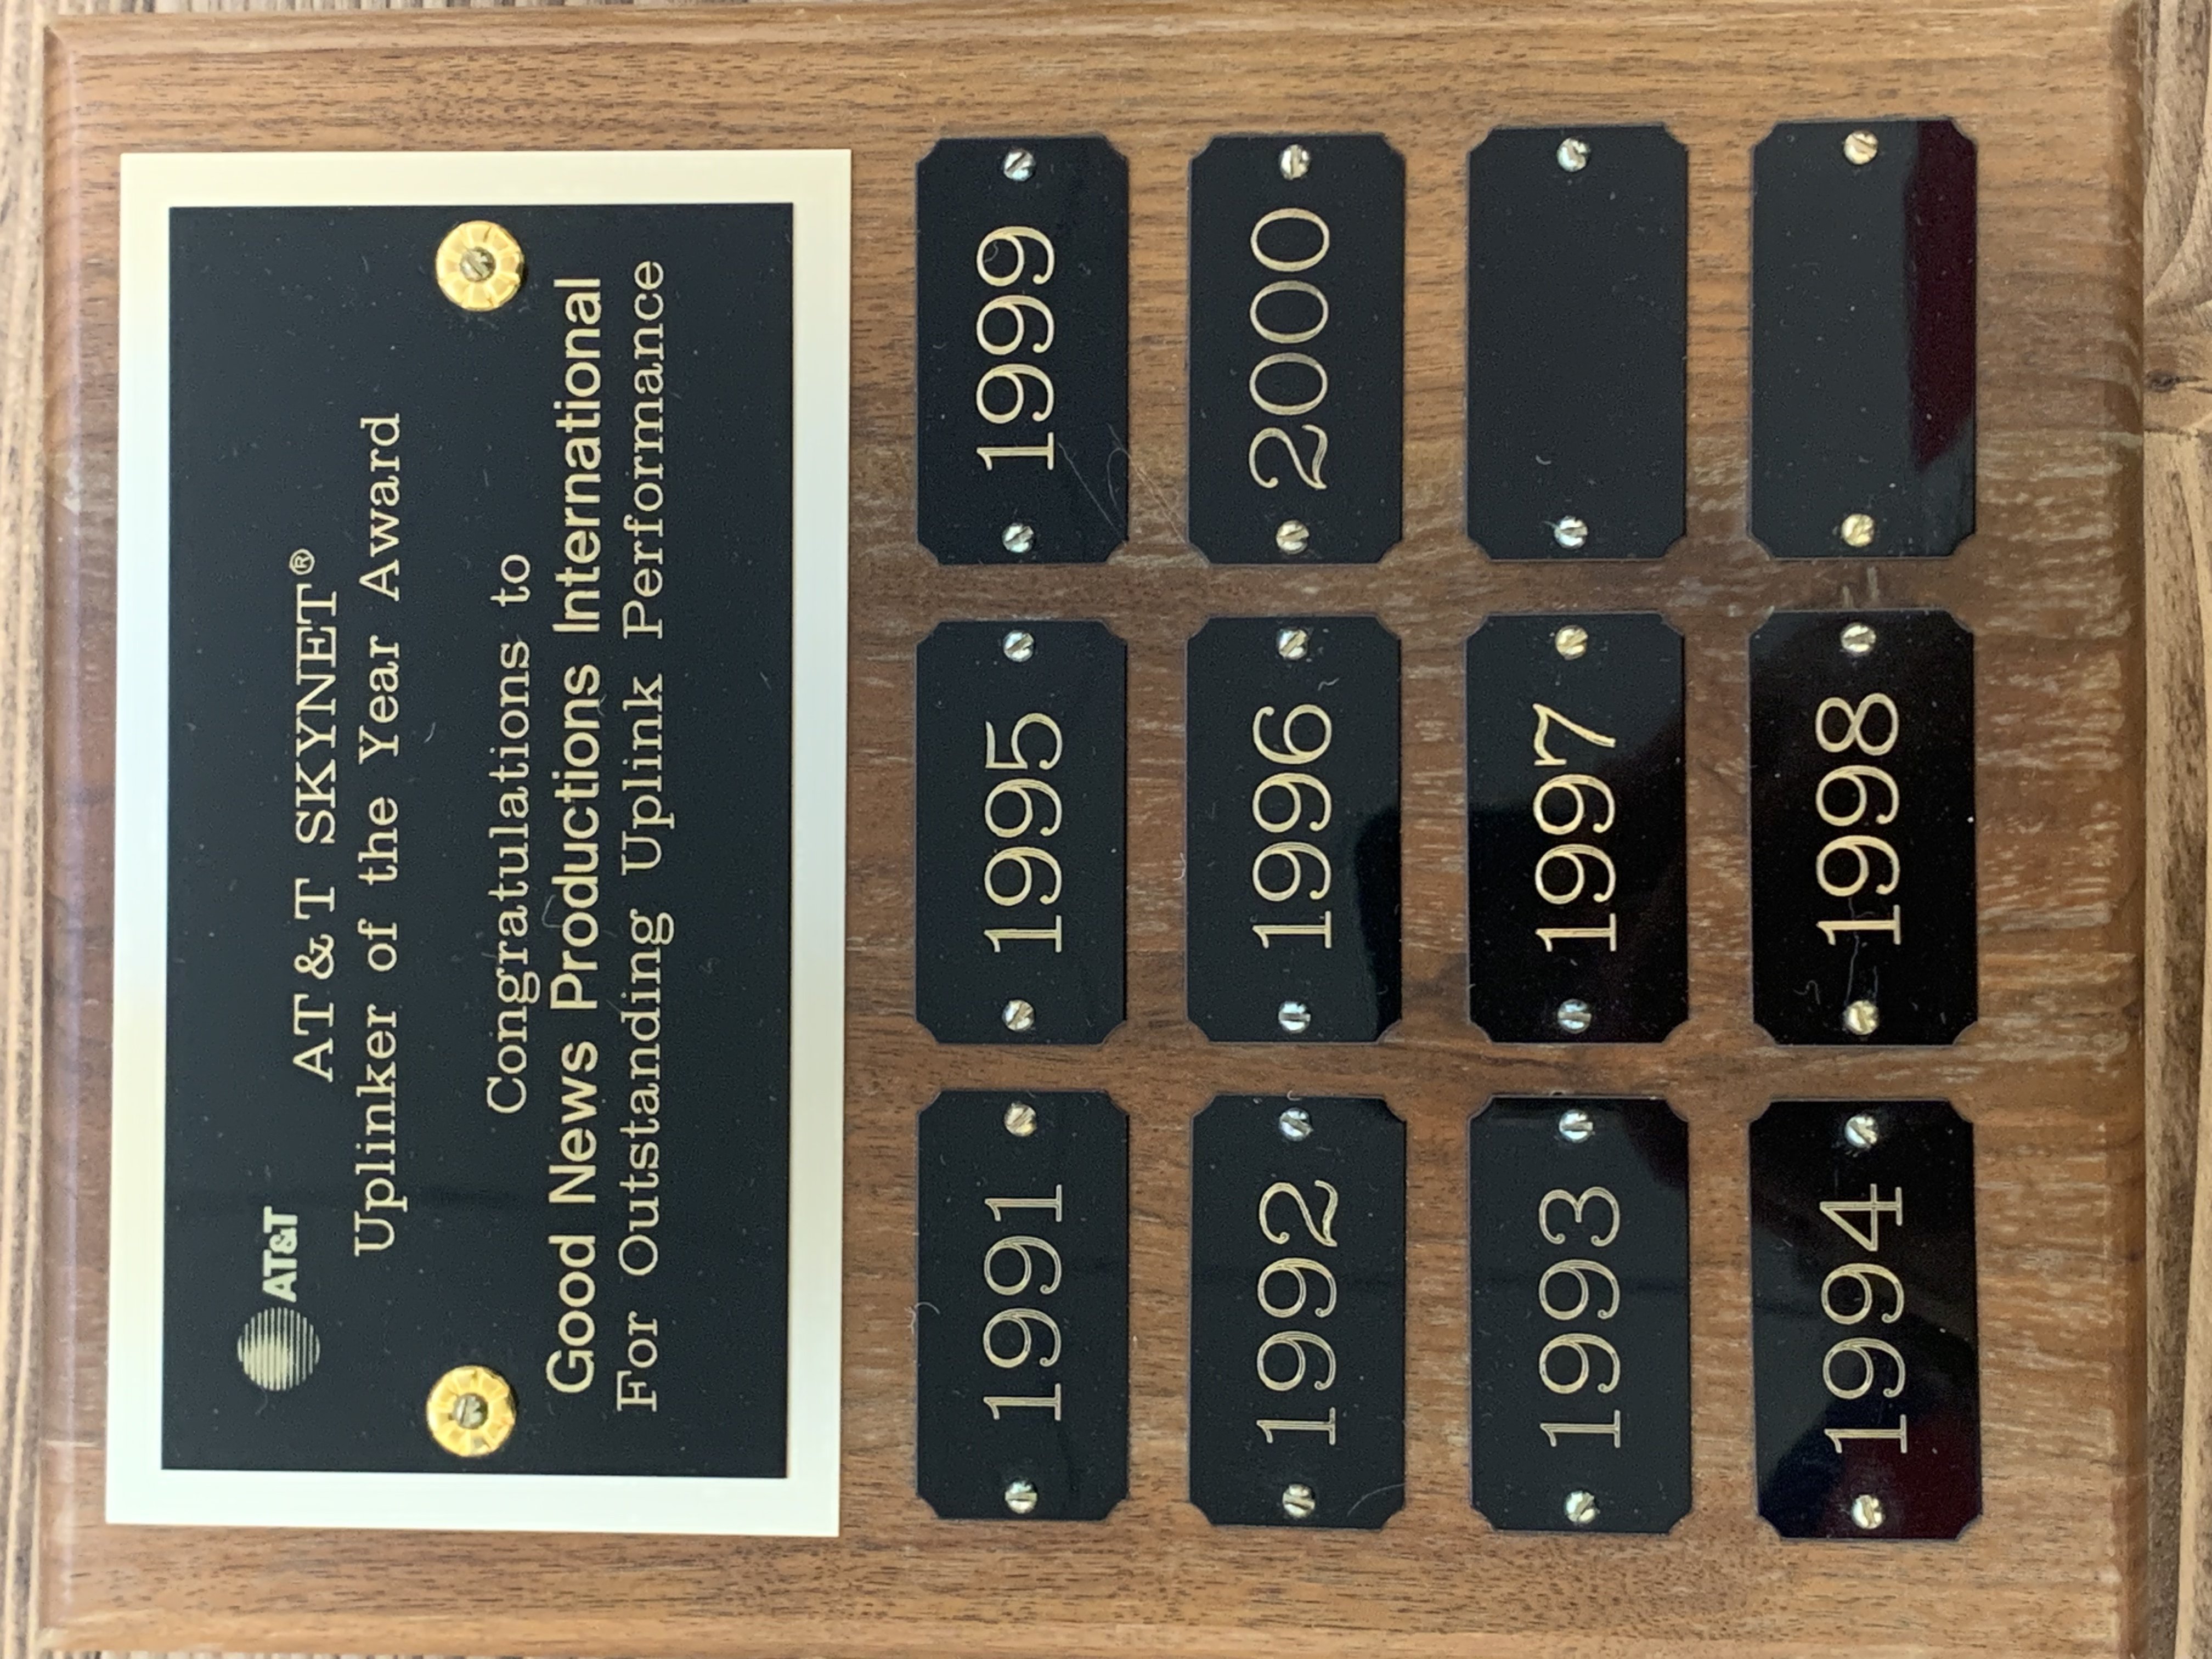 AT&T
AT&T SKYNET®
Uplinker of the Year Award
Congratulations to
Good News Productions International
For Outstanding Uplink Performance
1991
1992
1993
1994
1995
1996
1997
1998
1999
2000